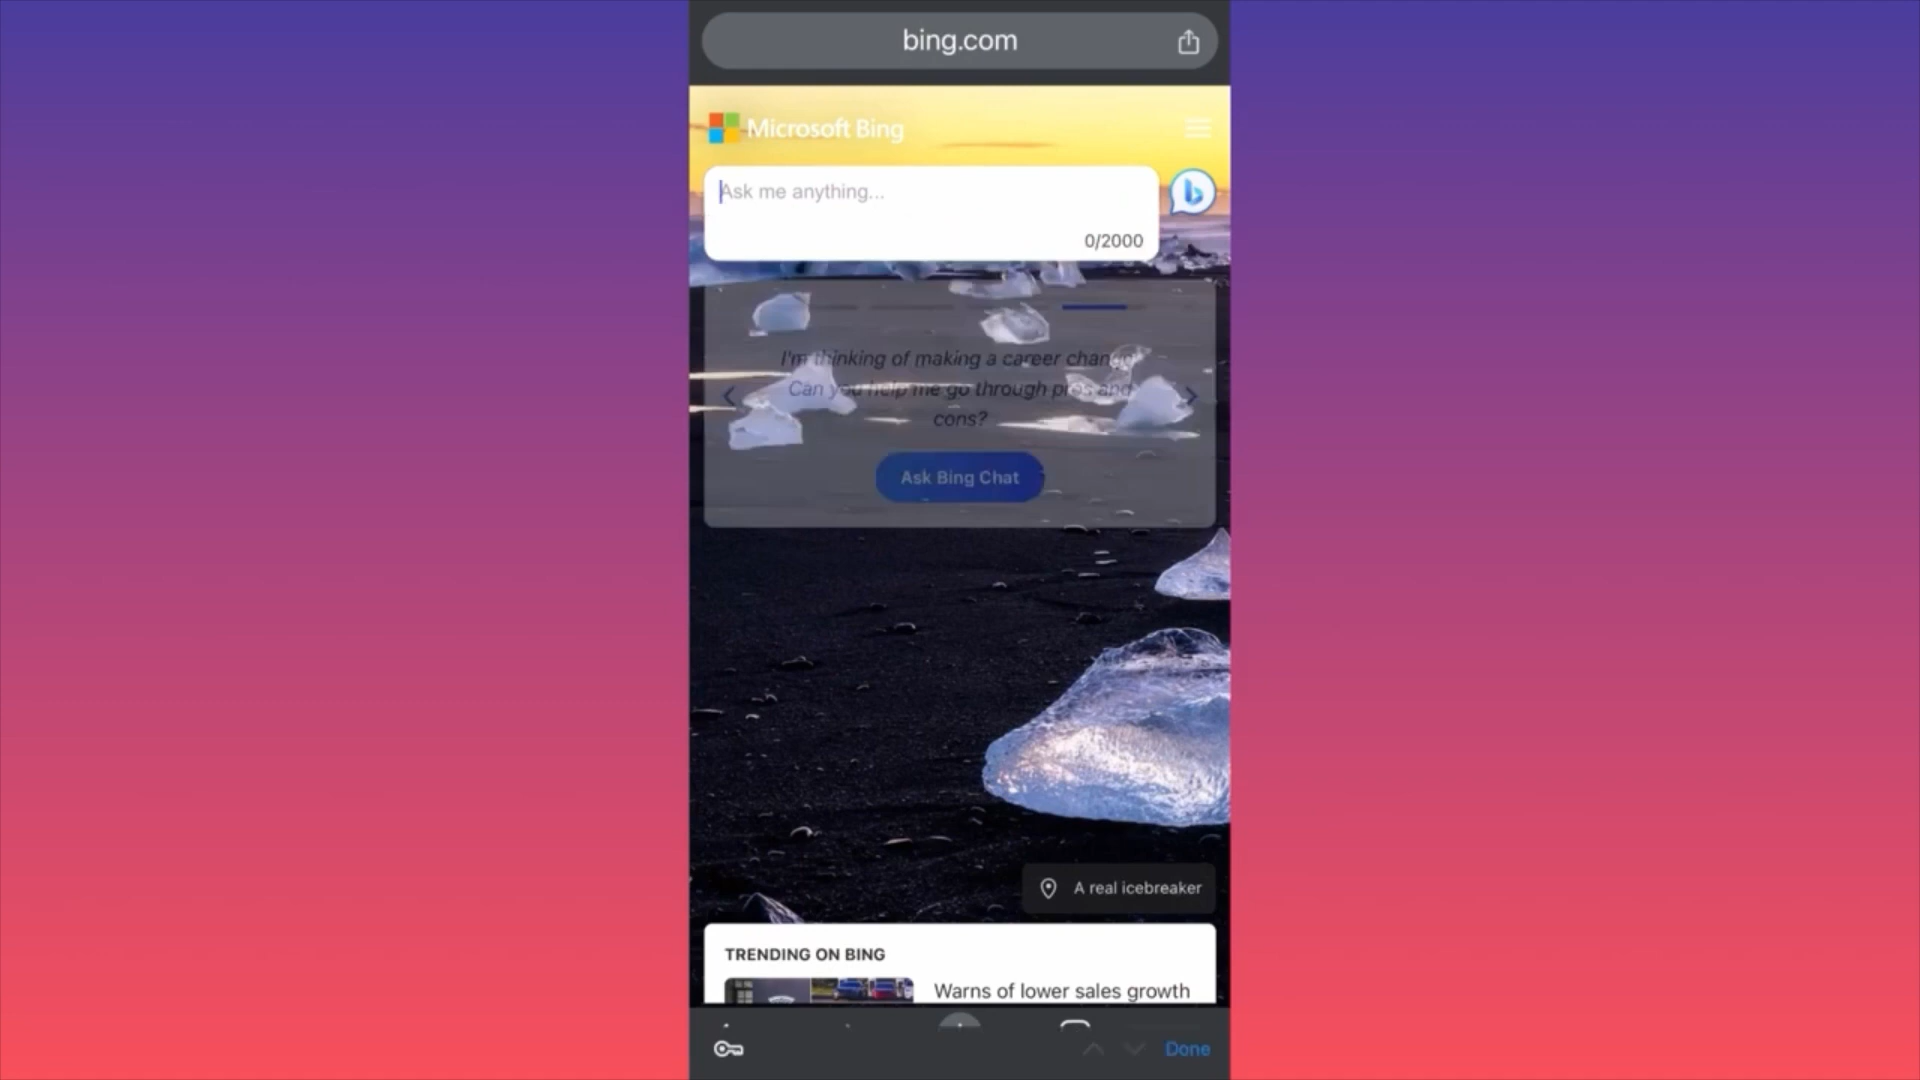 bing.com
Microsoft Bing
Ask me anything...
0/2000
I'm thinking of making a career change.
Can you help me go through pros and
cons?
Ask Bing Chat
A real icebreaker
TRENDING ON BING
Warns of lower sales growth
Done